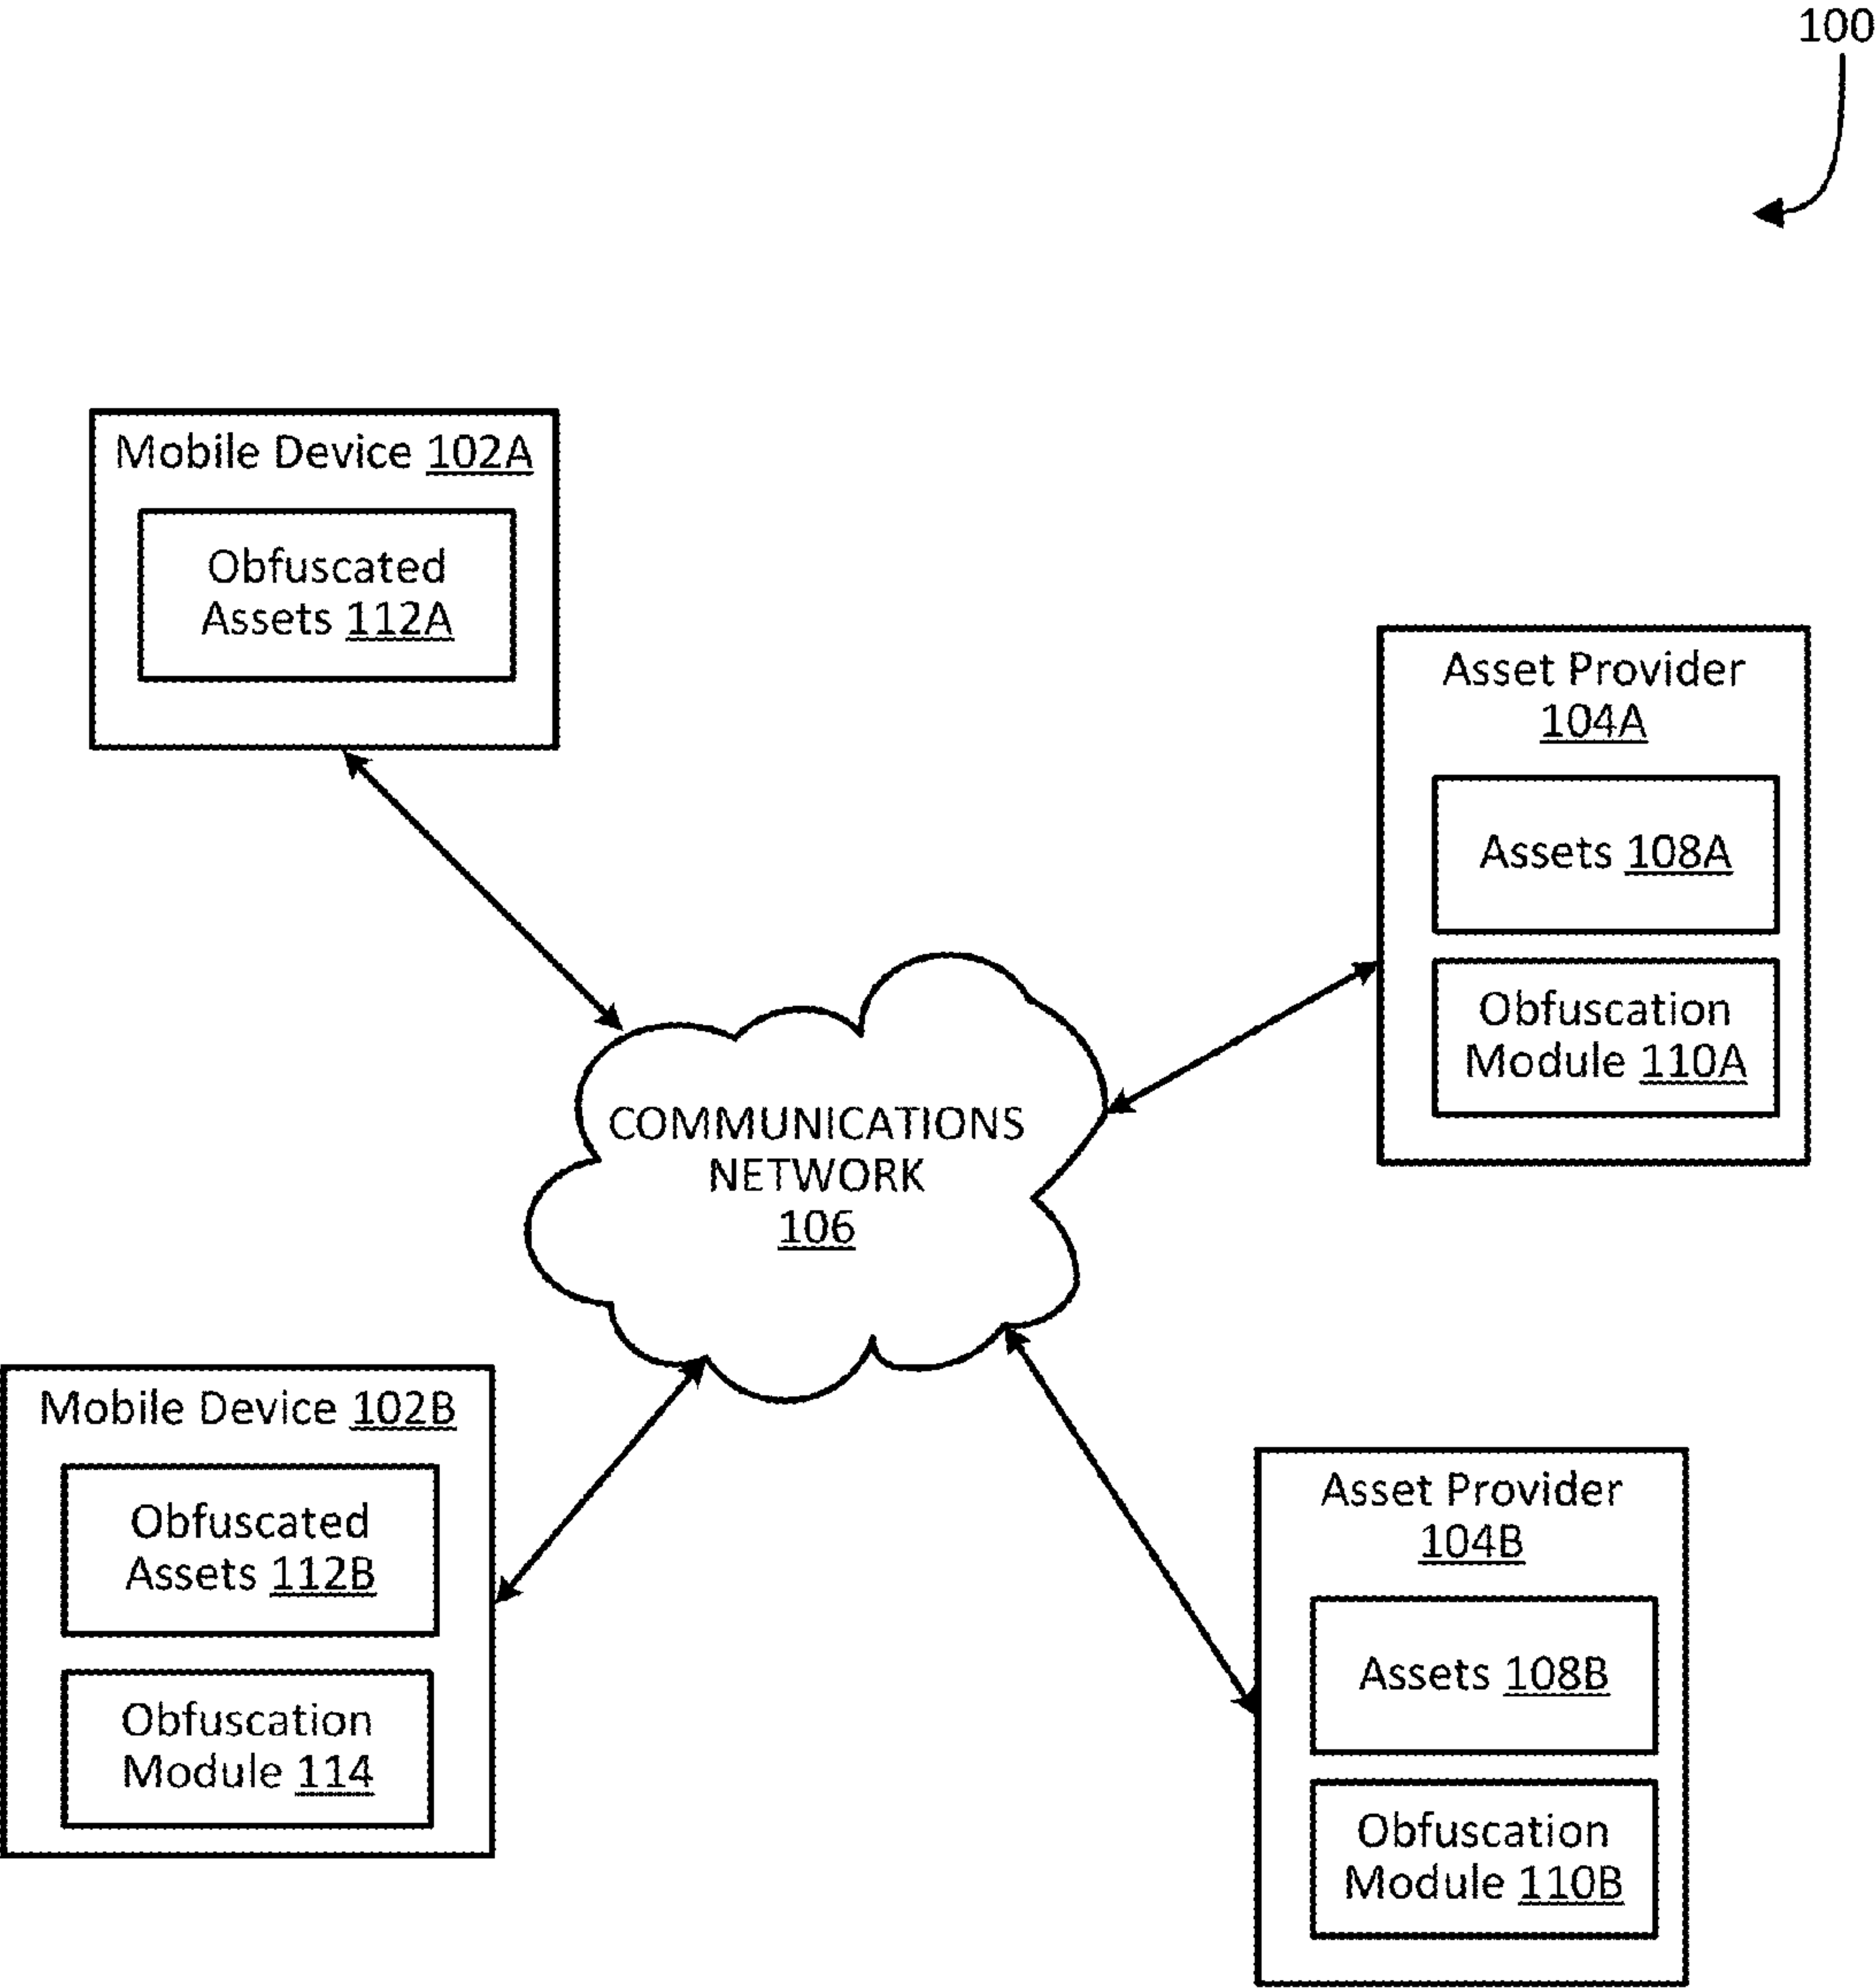 100
Mobile Device 102A
Obfuscated
Assets 112A
Asset Provider
104A
Assets 108A
Obfuscation
Module 110A
COMMUNICATIONS
NETWORK
106
Mobile Device 102B
Obfuscated
Assets 112B
Obfuscation
Module 114
Asset Provider
104B
Assets 108B
Obfuscation
Module 110B